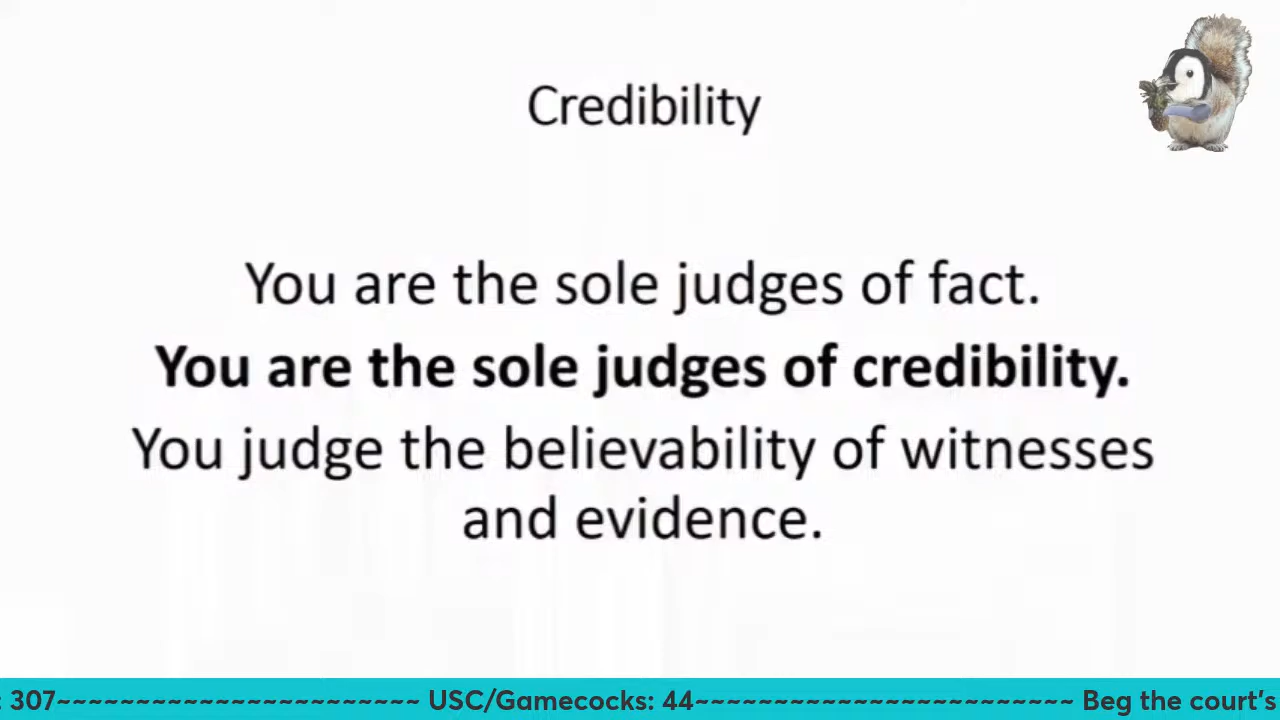 Credibility
You are the sole judges of fact.
You are the sole judges of credibility.
You judge the believability of witnesses
and evidence.
: 307~~~~~~~~~~~~~~~~~~~~~~~ USC/Gamecocks: 44~~~~~~~~~~~~~~~~~~~~~~~~ Beg the court's